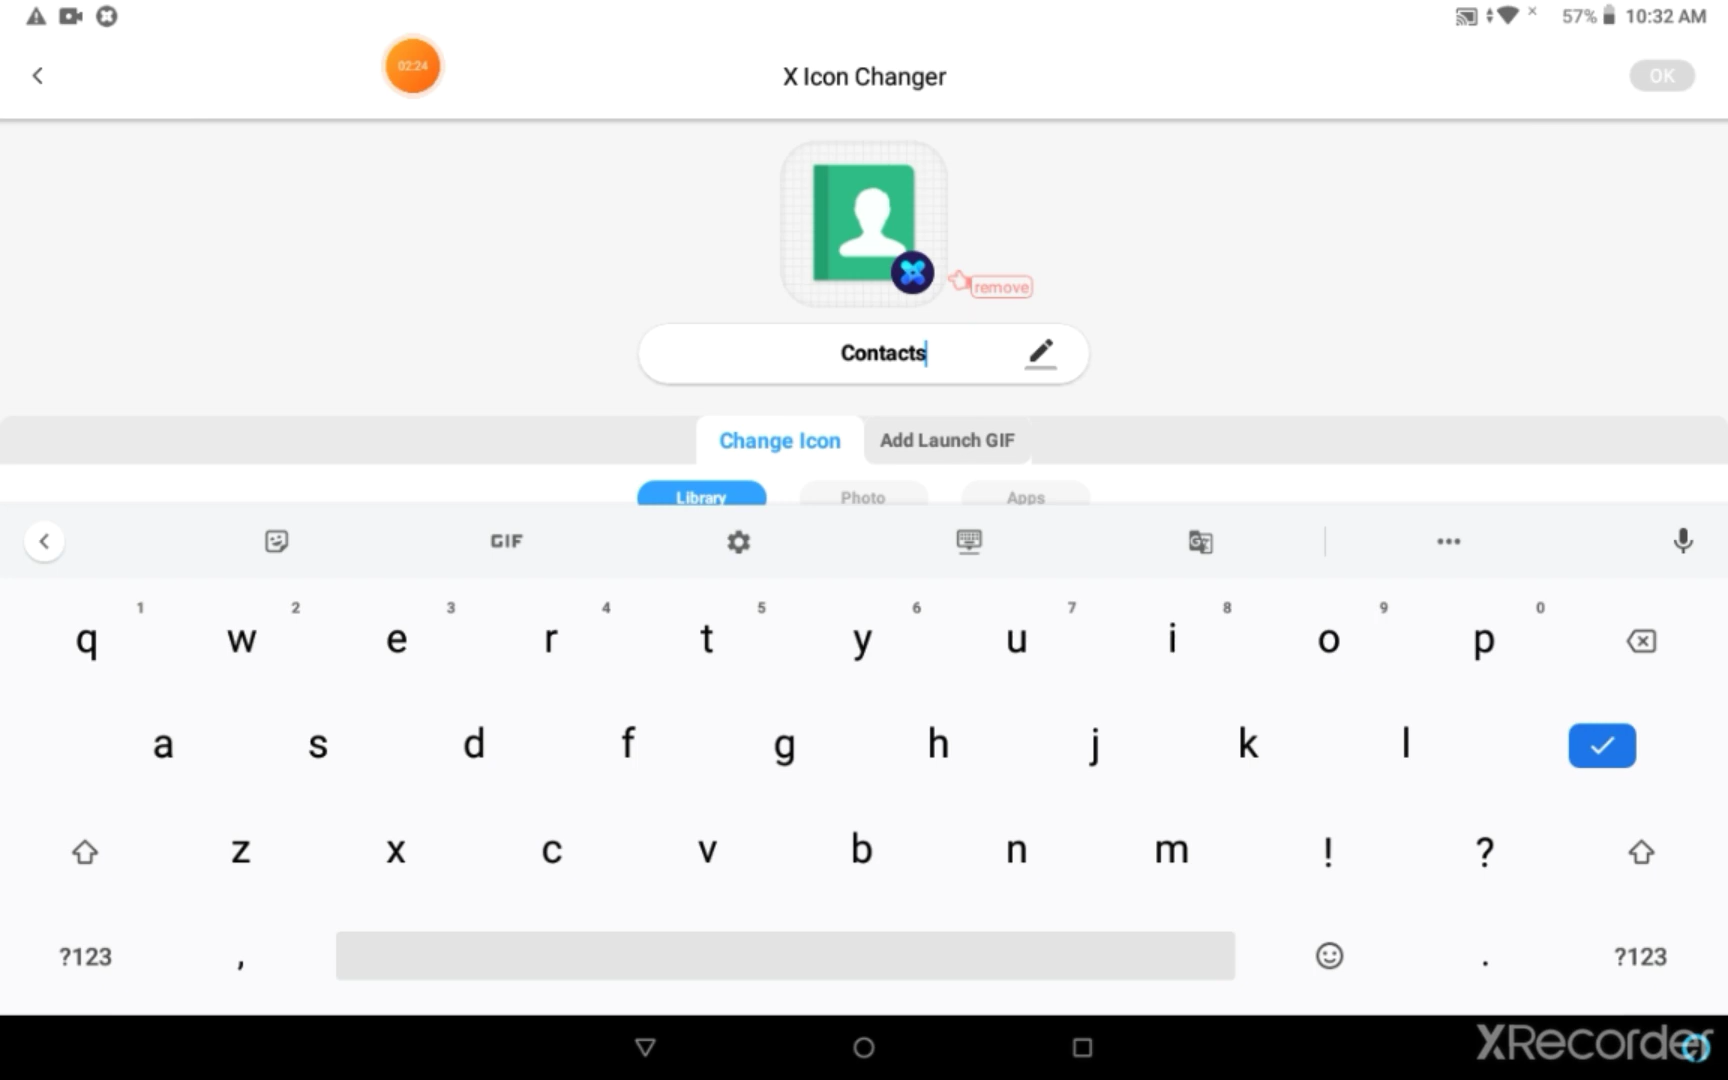 57% 10:32 AM
02:24
X Icon Changer
OK
remove
Contacts
Change Icon Add Launch GIF
Library Photo Apps
GIF
1 2 3 4 5 6 7 8 9 0
q w e r t y u i o p
a s d f g h j k l
z x c v b n m ! ?
?123 , . ?123
XRecorder